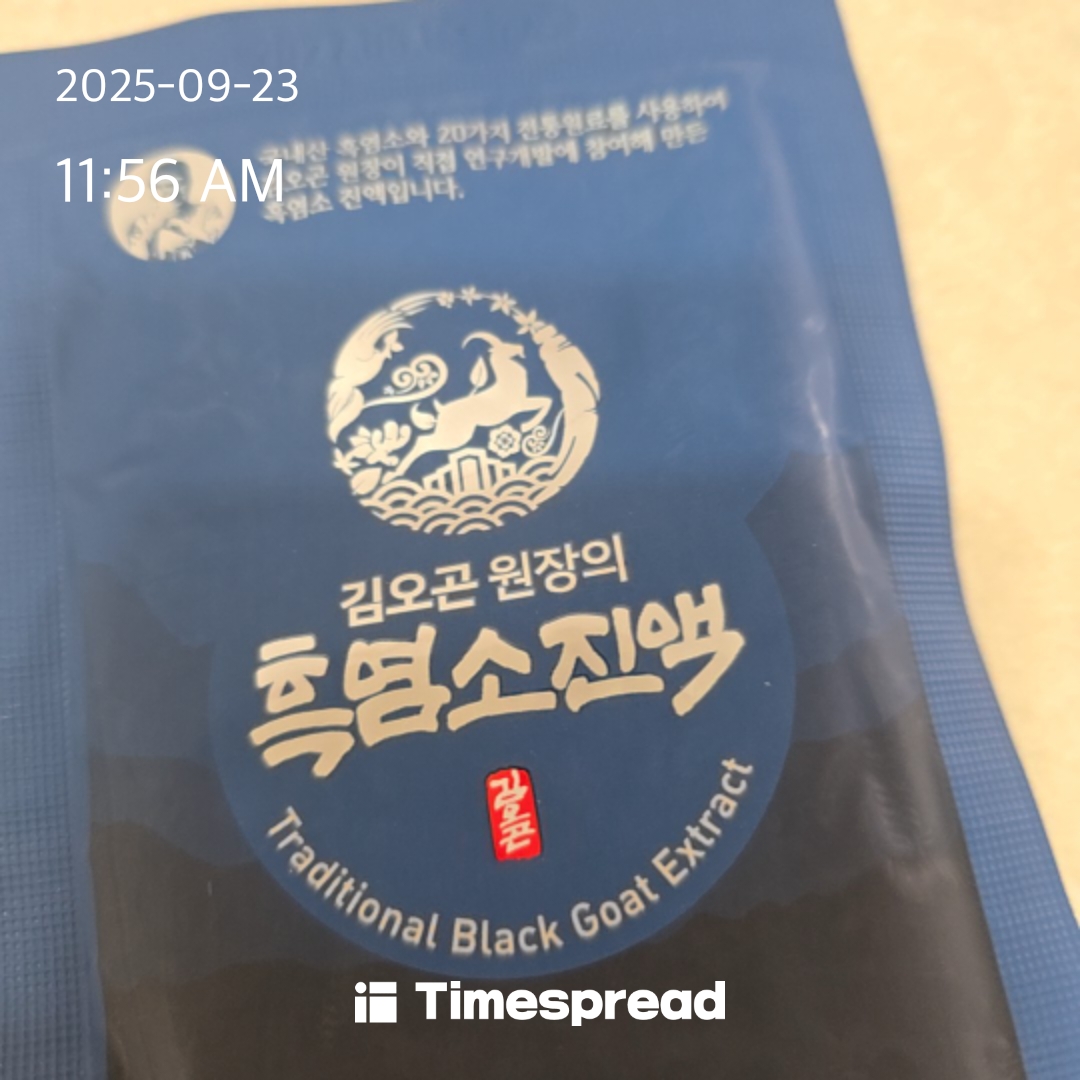 2025-09-23
11:56 AM
국내산 흑염소와 20가지 전통원료를 사용하여
김오곤 원장이 직접 연구개발에 참여해 만든
흑염소 진액입니다.
김오곤 원장의
흑염소진액
김오곤
Traditional Black Goat Extract
Timespread